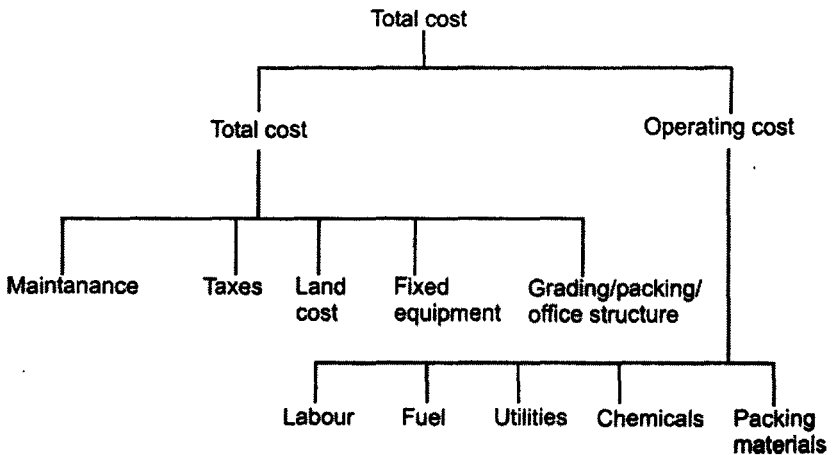 Total cost
Total cost
Operating cost
Maintanance
Taxes
Land
cost
Fixed
equipment
Grading/packing/
office structure
Labour
Fuel
Utilities
Chemicals
Packing
materials